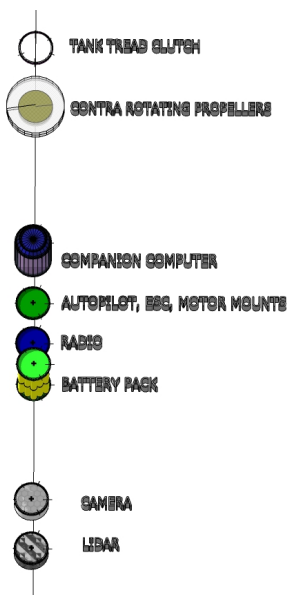 TANK TREAD CLUTCH
CONTRA ROTATING PROPELLERS
COMPANION COMPUTER
AUTOPILOT, ESC, MOTOR MOUNTS
RADIO
BATTERY PACK
CAMERA
LIDAR